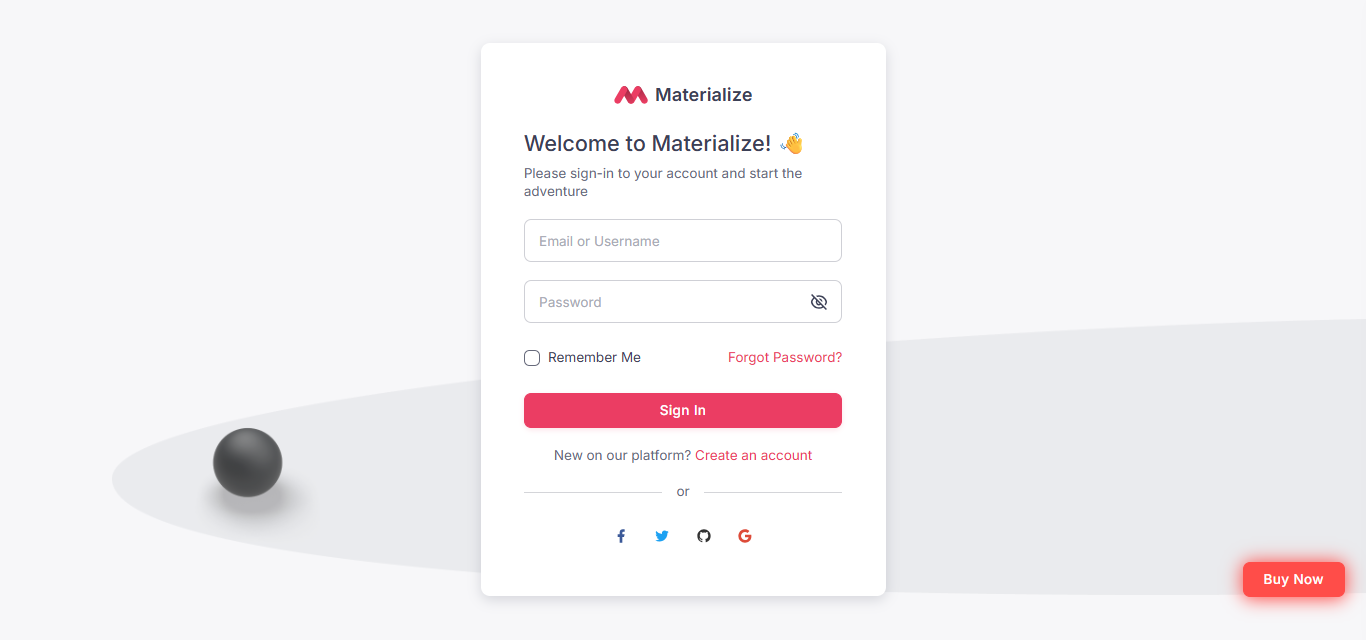 Materialize
Welcome to Materialize! 👋
Please sign-in to your account and start the
adventure
Email or Username
Password
Remember Me
Forgot Password?
Sign In
New on our platform? Create an account
or
Buy Now